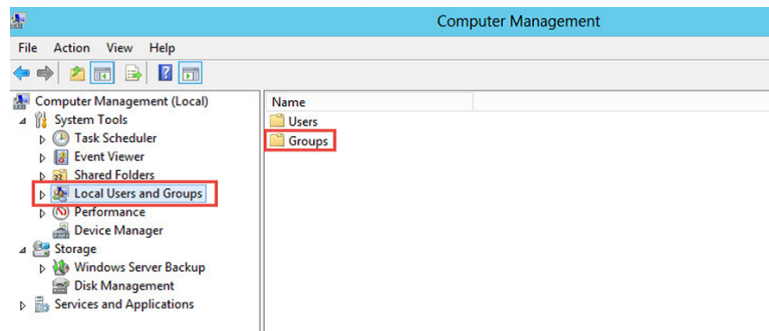 Computer Management
File Action View Help
Computer Management (Local)
System Tools
Task Scheduler
Event Viewer
Shared Folders
Local Users and Groups
Performance
Device Manager
Storage
Windows Server Backup
Disk Management
Services and Applications
Name
Users
Groups